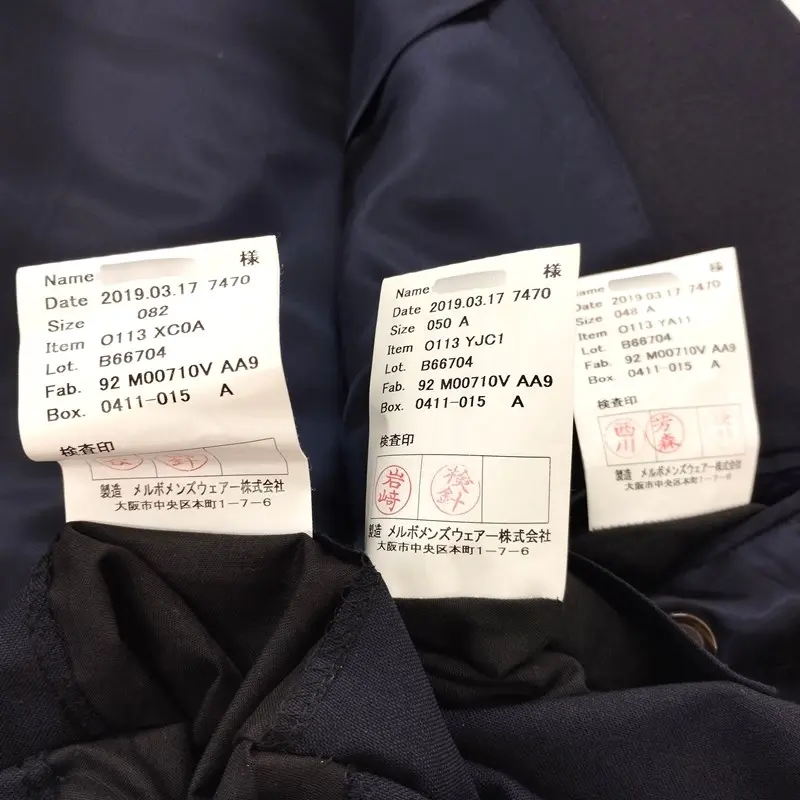 Name 様
Date 2019.03.17 7470
Size 082
Item O113 XC0A
Lot. B66704
Fab. 92 M00710V AA9
Box. 0411-015 A
検査印
製造 メルボメンズウェアー株式会社
大阪市中央区本町1-7-6
Name 様
Date 2019.03.17 7470
Size 050 A
Item O113 YJC1
Lot. B66704
Fab. 92 M00710V AA9
Box. 0411-015 A
検査印
岩崎 検針
製造 メルボメンズウェアー株式会社
大阪市中央区本町1-7-6
Name 様
Date 2019.03.17 7470
Size 048 A
Item O113 YA11
Lot. B66704
Fab. 92 M00710V AA9
Box. 0411-015 A
検査印
西川
製造 メルボメンズウェアー株式会社
大阪市中央区本町1-7-6